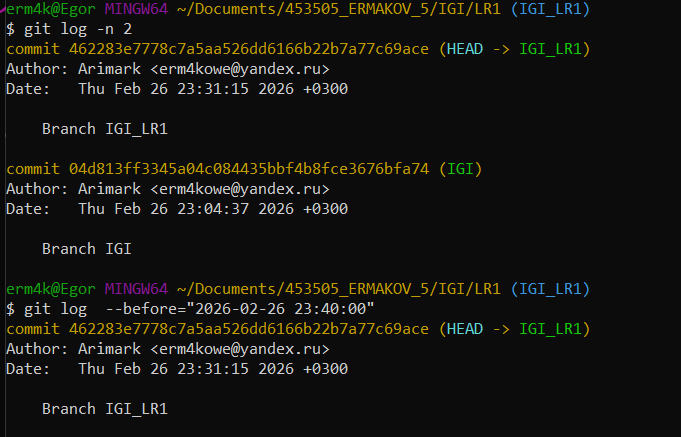 erm4k@Egor MINGW64 ~/Documents/453505_ERMAKOV_5/IGI/LR1 (IGI_LR1)
$ git log -n 2
commit 462283e7778c7a5aa526dd6166b22b7a77c69ace (HEAD -> IGI_LR1)
Author: Arimark <erm4kowe@yandex.ru>
Date:   Thu Feb 26 23:31:15 2026 +0300

    Branch IGI_LR1

commit 04d813ff3345a04c084435bbf4b8fce3676bfa74 (IGI)
Author: Arimark <erm4kowe@yandex.ru>
Date:   Thu Feb 26 23:04:37 2026 +0300

    Branch IGI

erm4k@Egor MINGW64 ~/Documents/453505_ERMAKOV_5/IGI/LR1 (IGI_LR1)
$ git log  --before="2026-02-26 23:40:00"
commit 462283e7778c7a5aa526dd6166b22b7a77c69ace (HEAD -> IGI_LR1)
Author: Arimark <erm4kowe@yandex.ru>
Date:   Thu Feb 26 23:31:15 2026 +0300

    Branch IGI_LR1